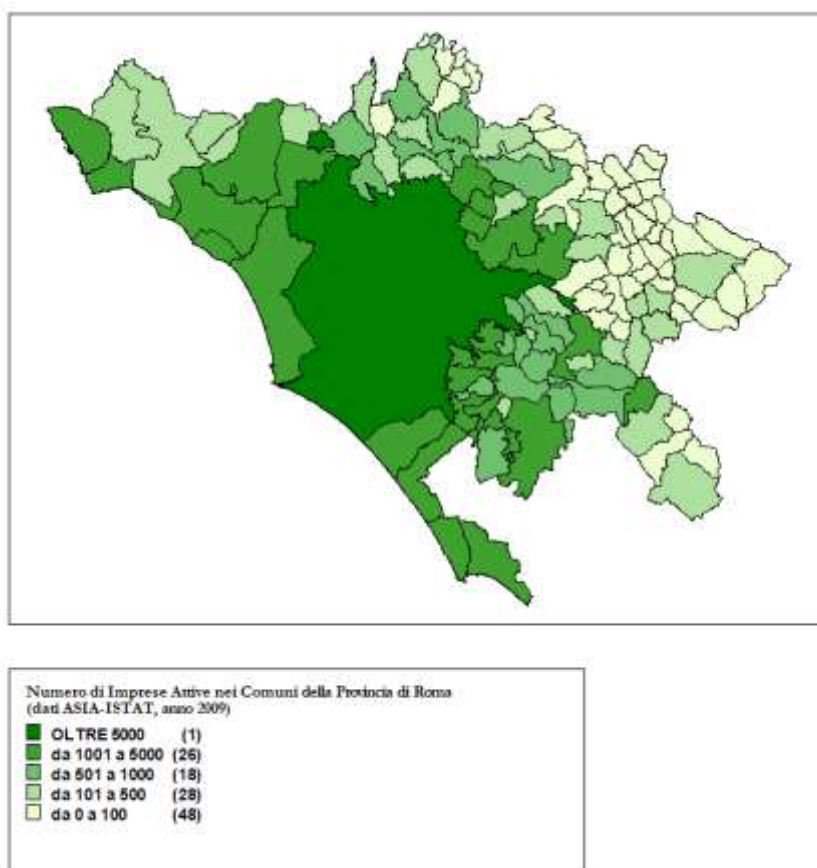 Numero di Imprese Attive nei Comuni della Provincia di Roma
(dati ASIA-ISTAT, anno 2009)
OLTRE 5000 (1)
da 1001 a 5000 (26)
da 501 a 1000 (18)
da 101 a 500 (28)
da 0 a 100 (48)